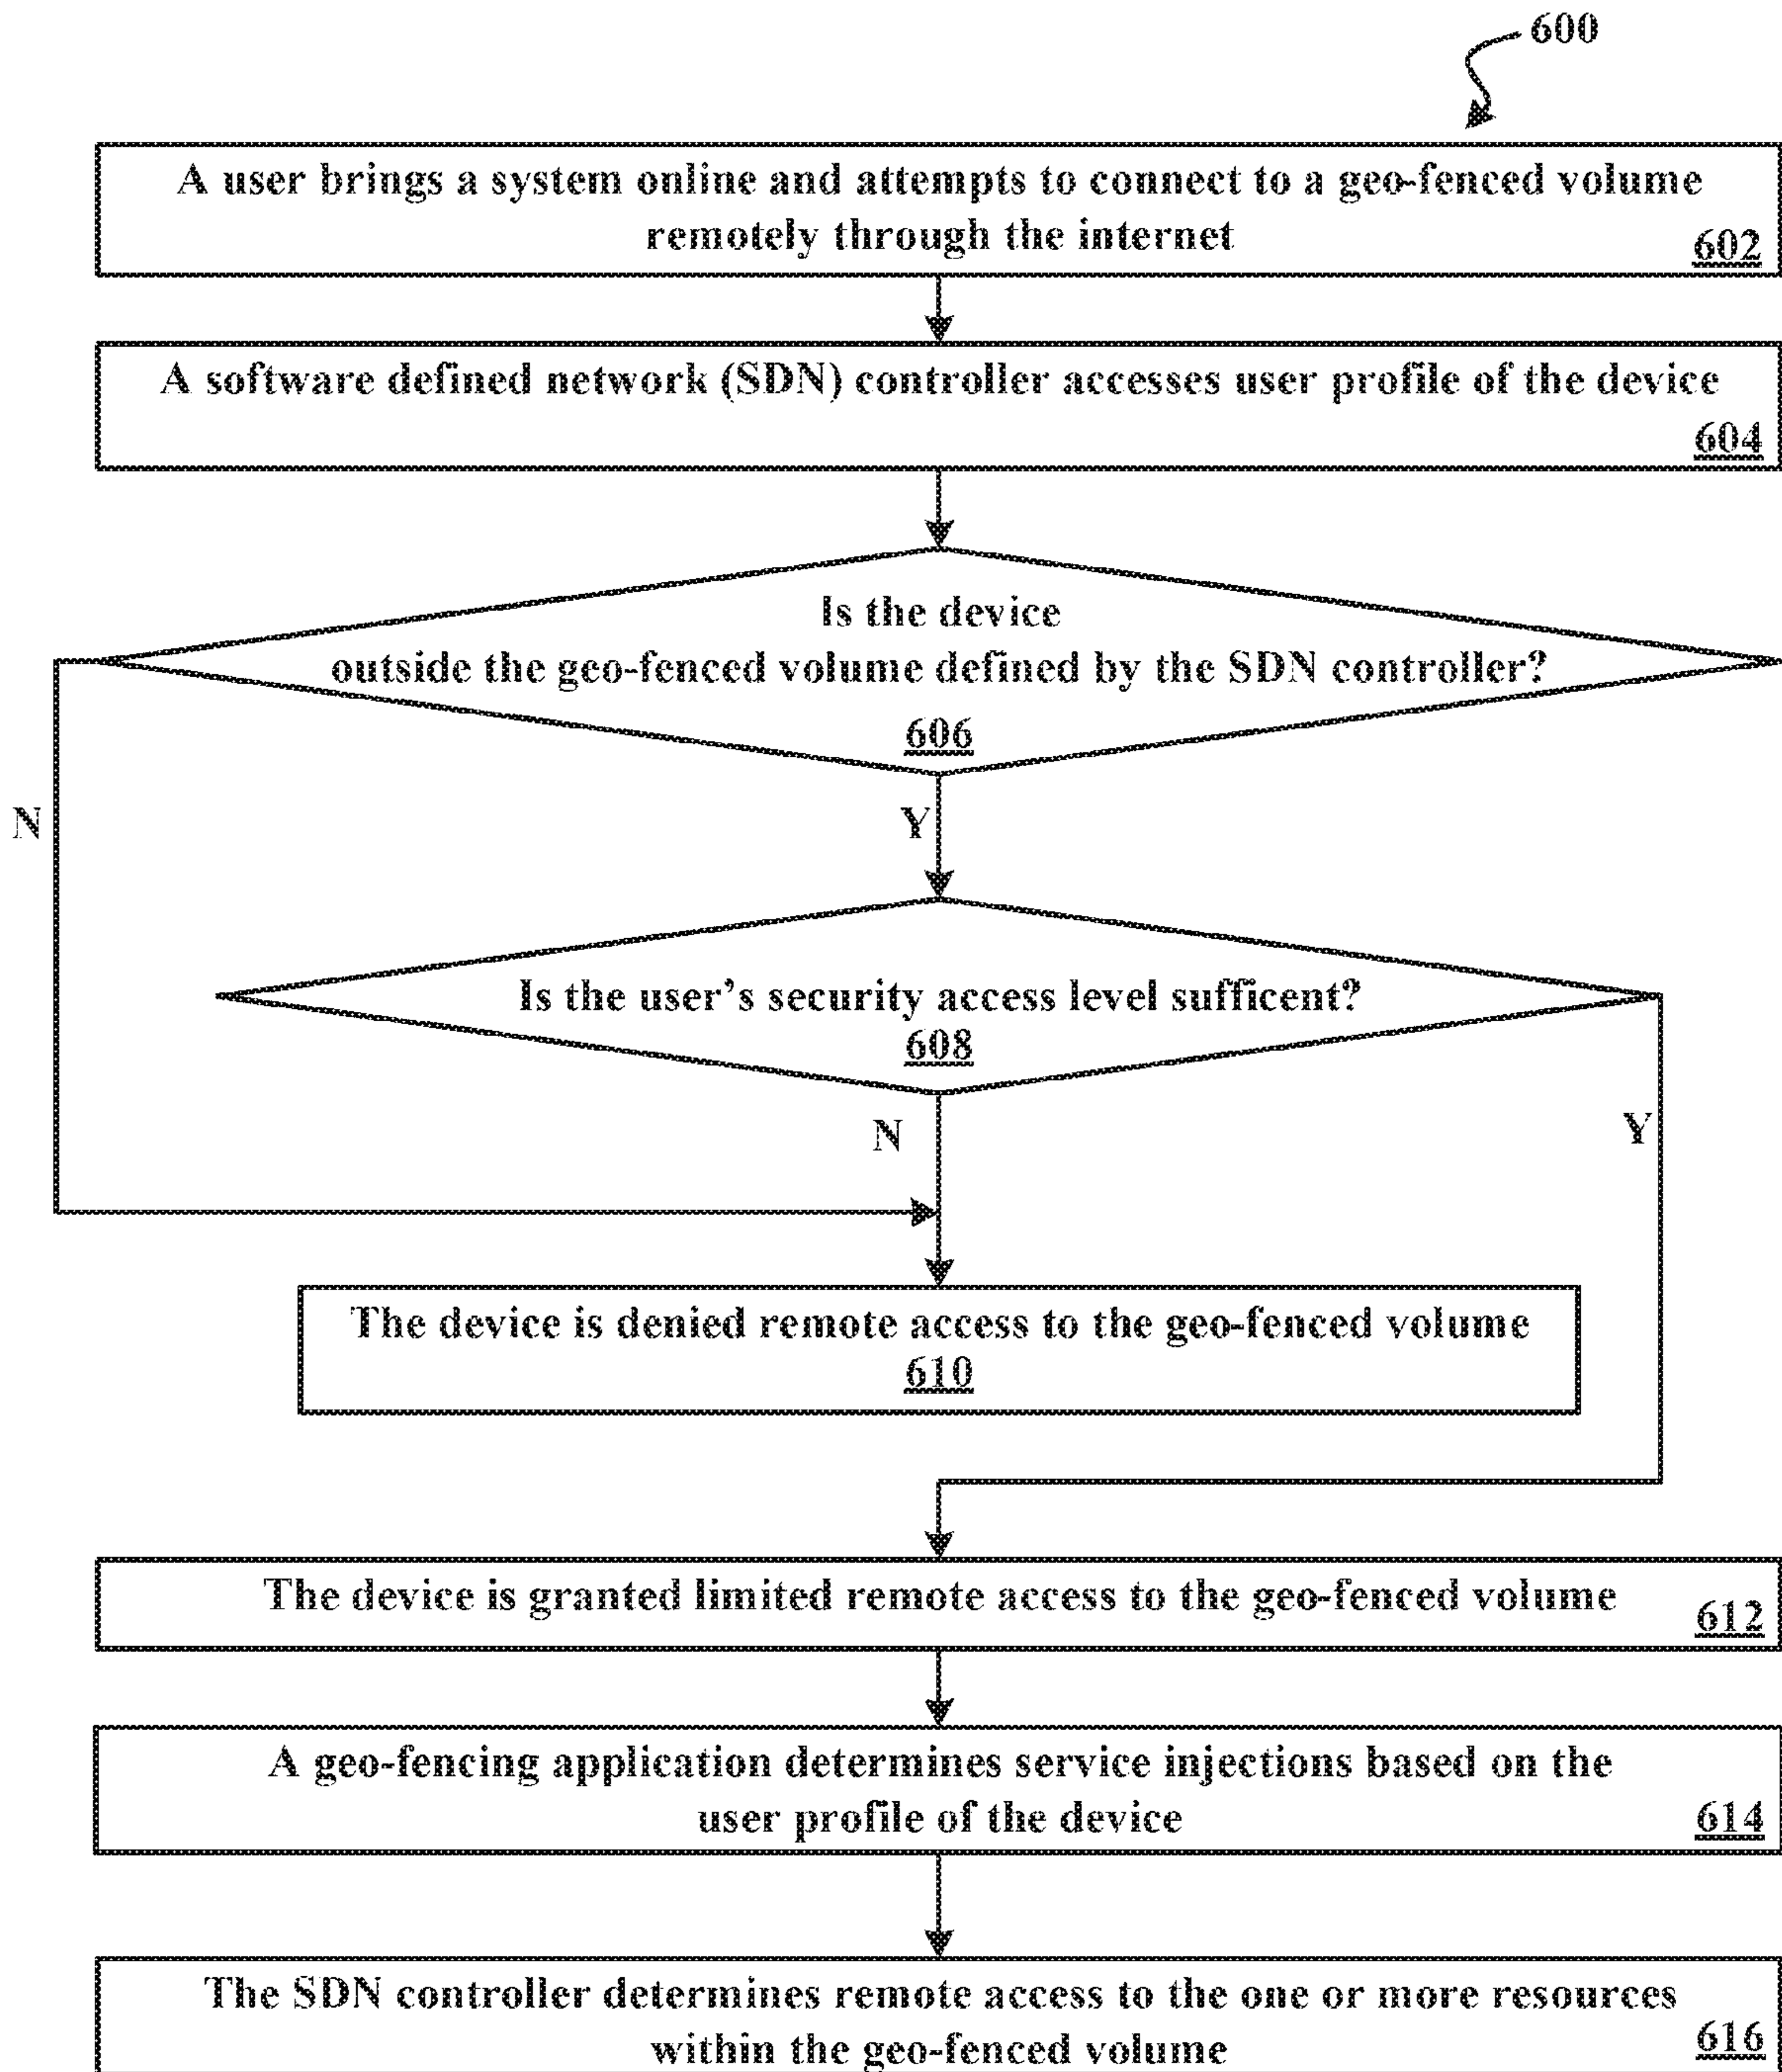 600
A user brings a system online and attempts to connect to a geo-fenced volume
remotely through the internet
602
A software defined network (SDN) controller accesses user profile of the device
604
Is the device
outside the geo-fenced volume defined by the SDN controller?
606
N
Y
Is the user's security access level sufficent?
608
N
Y
The device is denied remote access to the geo-fenced volume
610
The device is granted limited remote access to the geo-fenced volume
612
A geo-fencing application determines service injections based on the
user profile of the device
614
The SDN controller determines remote access to the one or more resources
within the geo-fenced volume
616